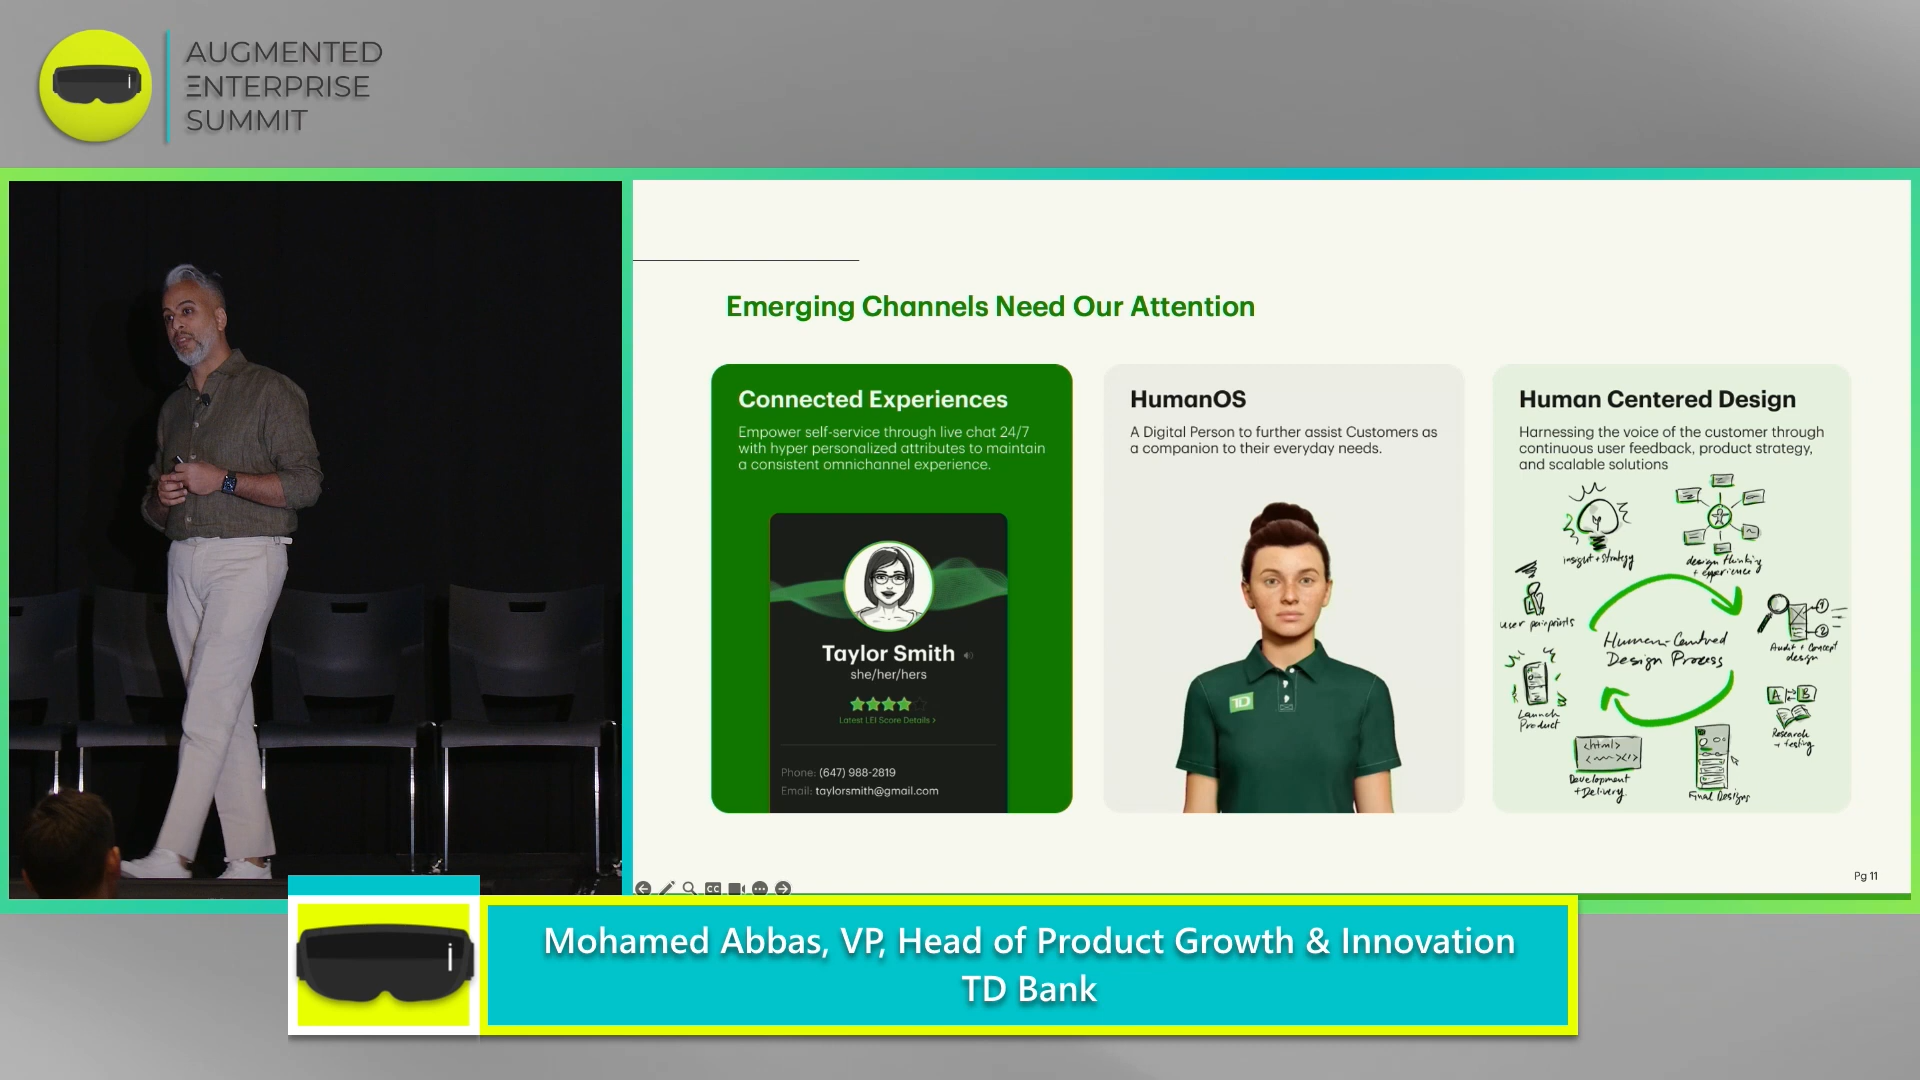 AUGMENTED
ENTERPRISE
SUMMIT
Emerging Channels Need Our Attention
Connected Experiences
Empower self-service through live chat 24/7
with hyper personalized attributes to maintain
a consistent omnichannel experience.
Taylor Smith
she/her/hers
Latest LEI Score Details >
Phone: (647) 988-2819
Email: taylorsmith@gmail.com
HumanOS
A Digital Person to further assist Customers as
a companion to their everyday needs.
TD
Human Centered Design
Harnessing the voice of the customer through
continuous user feedback, product strategy,
and scalable solutions
insight + strategy
design thinking
+ experience
user painpoints
Human-Centred
Design Process
1
2
Audit + Concept
design
A
B
Research
+ testing
Launch
Product
<html>
Development
+ Delivery
Final Designs
CC
Pg 11
Mohamed Abbas, VP, Head of Product Growth & Innovation
TD Bank